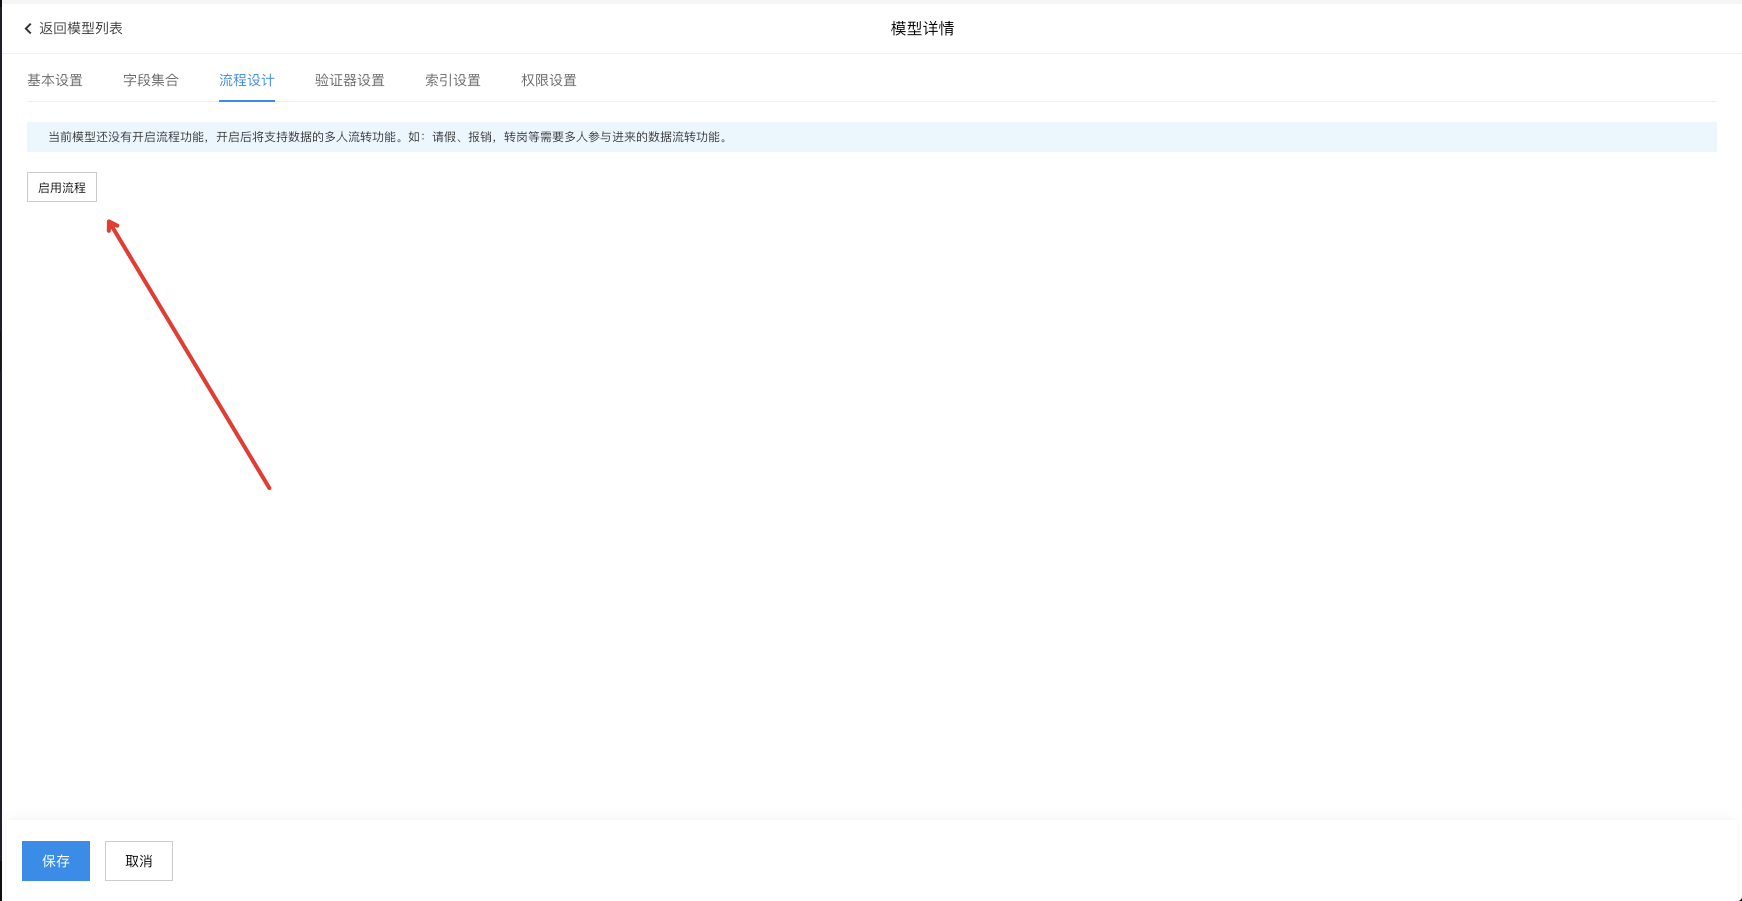 返回模型列表
模型详情
基本设置 字段集合 流程设计 验证器设置 索引设置 权限设置
当前模型还没有开启流程功能，开启后将支持数据的多人流转功能。如：请假、报销，转岗等需要多人参与进来的数据流转功能。
启用流程
保存 取消